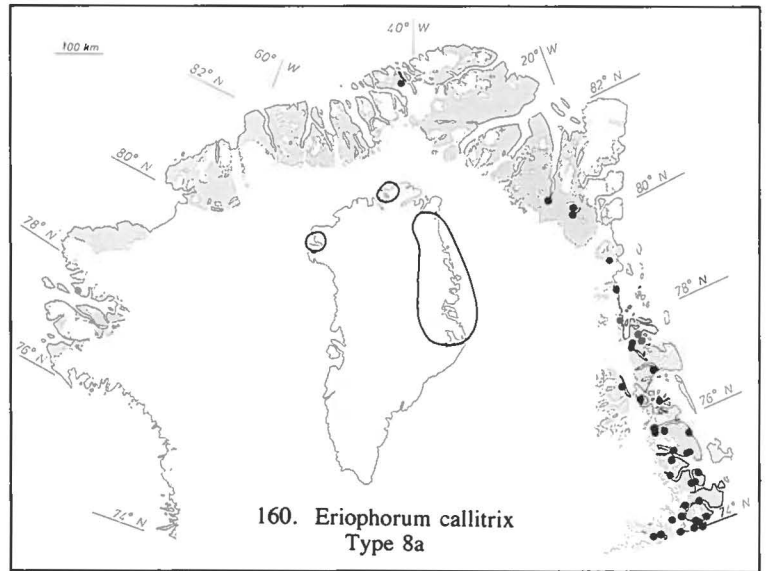 40° W
100 km
60° W
20° W
82° N
82° N
80° N
80° N
78° N
78° N
76° N
76° N
74° N
74° N
160. Eriophorum callitrix
Type 8a